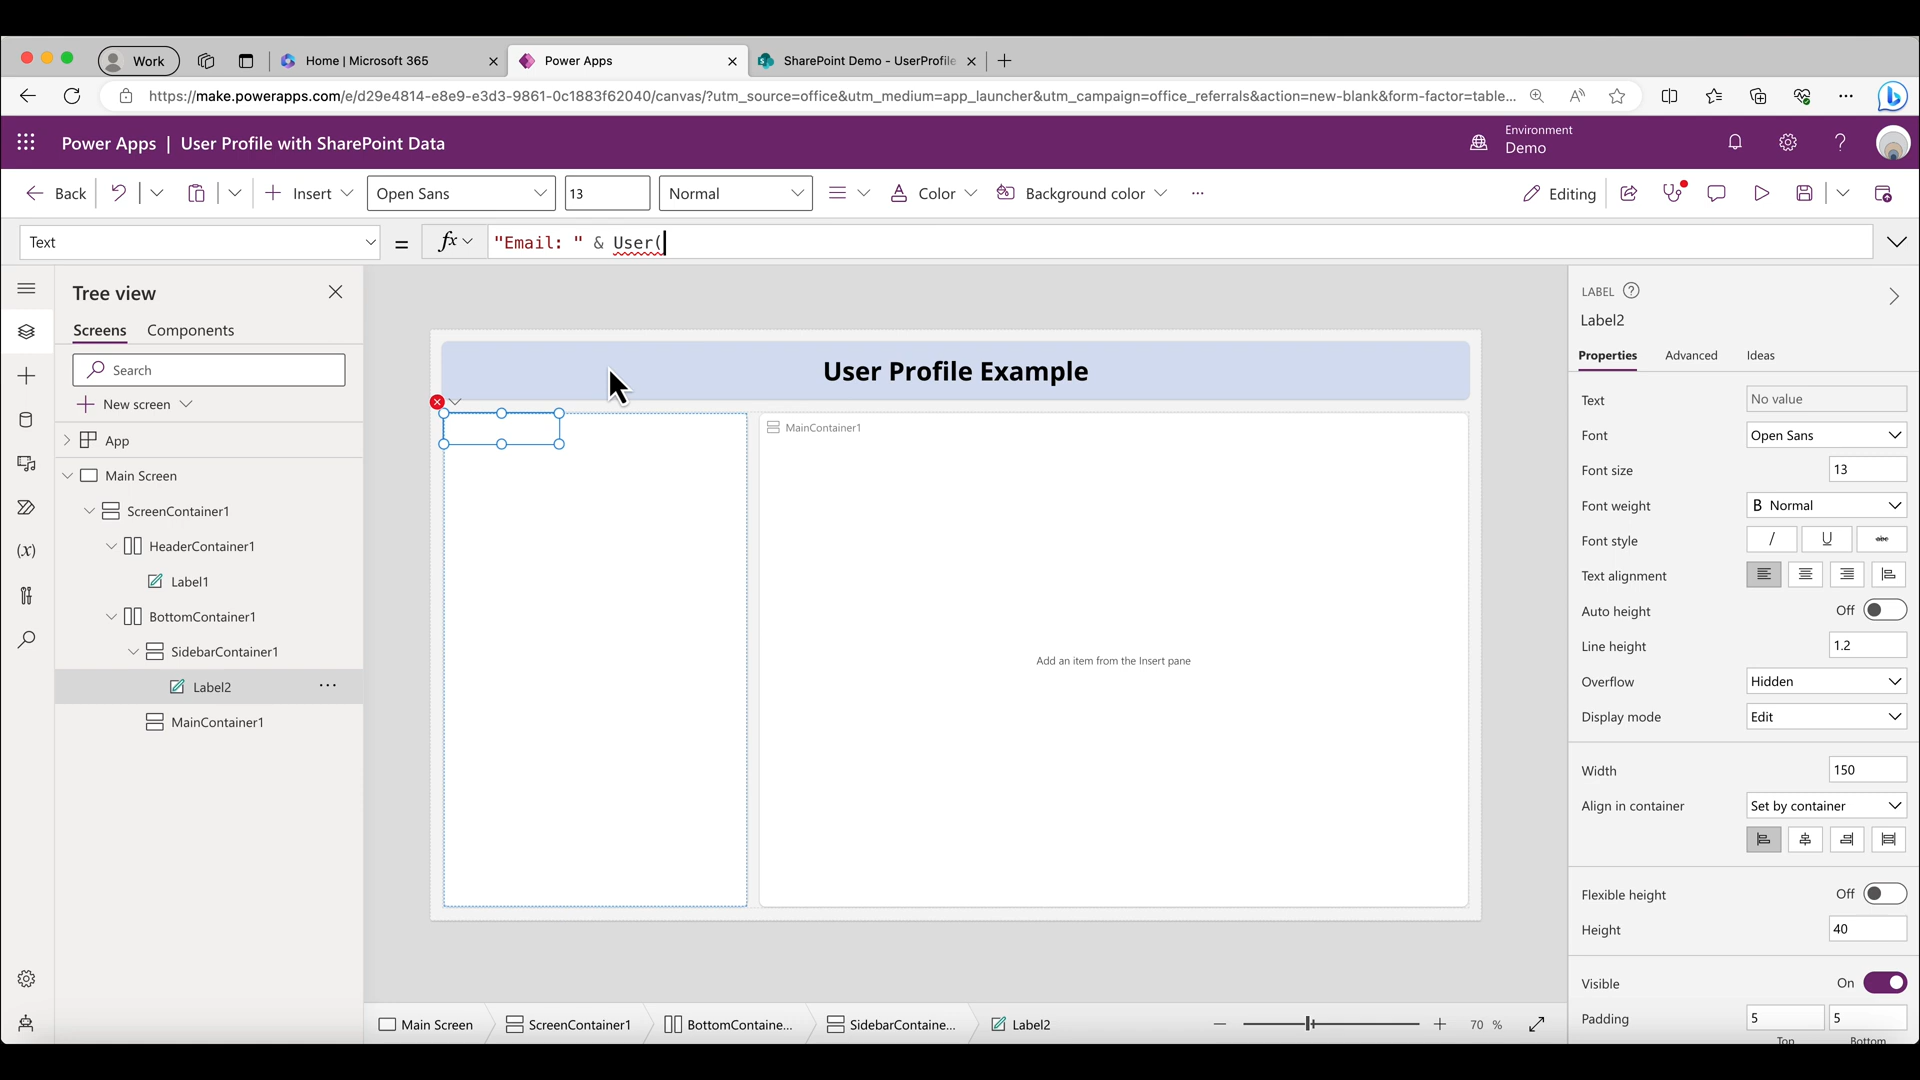 Work
Home | Microsoft 365
Power Apps
SharePoint Demo - UserProfile
https://make.powerapps.com/e/d29e4814-e8e9-e3d3-9861-0c1883f62040/canvas/?utm_source=office&utm_medium=app_launcher&utm_campaign=office_referrals&action=new-blank&form-factor=table...
Power Apps | User Profile with SharePoint Data
Environment
Demo
Back
Insert
Open Sans
13
Normal
Color
Background color
Editing
Text
=
fx
"Email: " & User(
Tree view
Screens
Components
Search
New screen
App
Main Screen
ScreenContainer1
HeaderContainer1
Label1
BottomContainer1
SidebarContainer1
Label2
MainContainer1
User Profile Example
MainContainer1
Add an item from the Insert pane
LABEL
Label2
Properties
Advanced
Ideas
Text
No value
Font
Open Sans
Font size
13
Font weight
B Normal
Font style
/ U abc
Text alignment
Auto height
Off
Line height
1.2
Overflow
Hidden
Display mode
Edit
Width
150
Align in container
Set by container
Flexible height
Off
Height
40
Visible
On
Padding
5
5
Top
Bottom
Main Screen
ScreenContainer1
BottomContaine...
SidebarContaine...
Label2
70 %